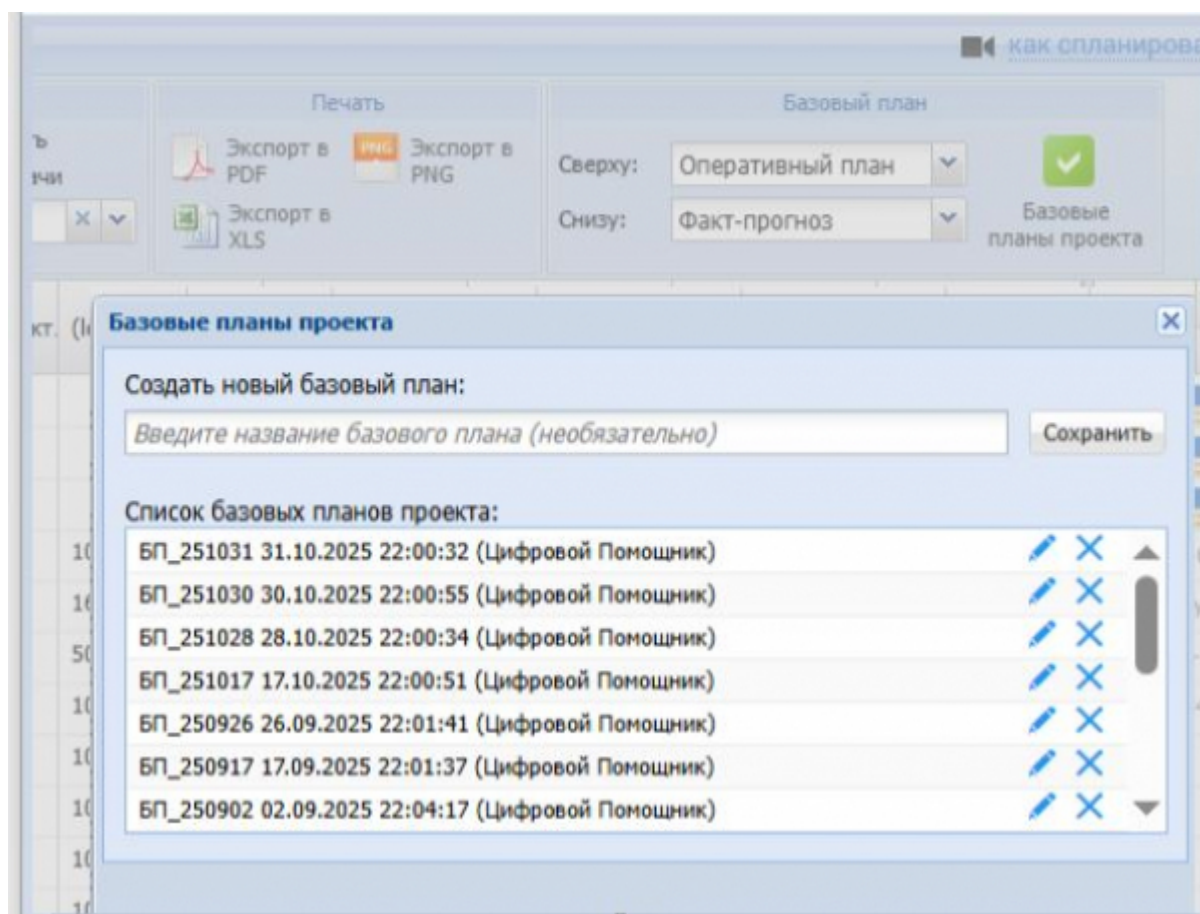 как спланирова
Печать
Базовый план
ь
ачи
Экспорт в
PDF
PNG
Экспорт в
PNG
Экспорт в
XLS
Сверху:
Оперативный план
Снизу:
Факт-прогноз
Базовые
планы проекта
кт.
Базовые планы проекта
Создать новый базовый план:
Введите название базового плана (необязательно)
Сохранить
Список базовых планов проекта:
БП_251031 31.10.2025 22:00:32 (Цифровой Помощник)
БП_251030 30.10.2025 22:00:55 (Цифровой Помощник)
БП_251028 28.10.2025 22:00:34 (Цифровой Помощник)
БП_251017 17.10.2025 22:00:51 (Цифровой Помощник)
БП_250926 26.09.2025 22:01:41 (Цифровой Помощник)
БП_250917 17.09.2025 22:01:37 (Цифровой Помощник)
БП_250902 02.09.2025 22:04:17 (Цифровой Помощник)